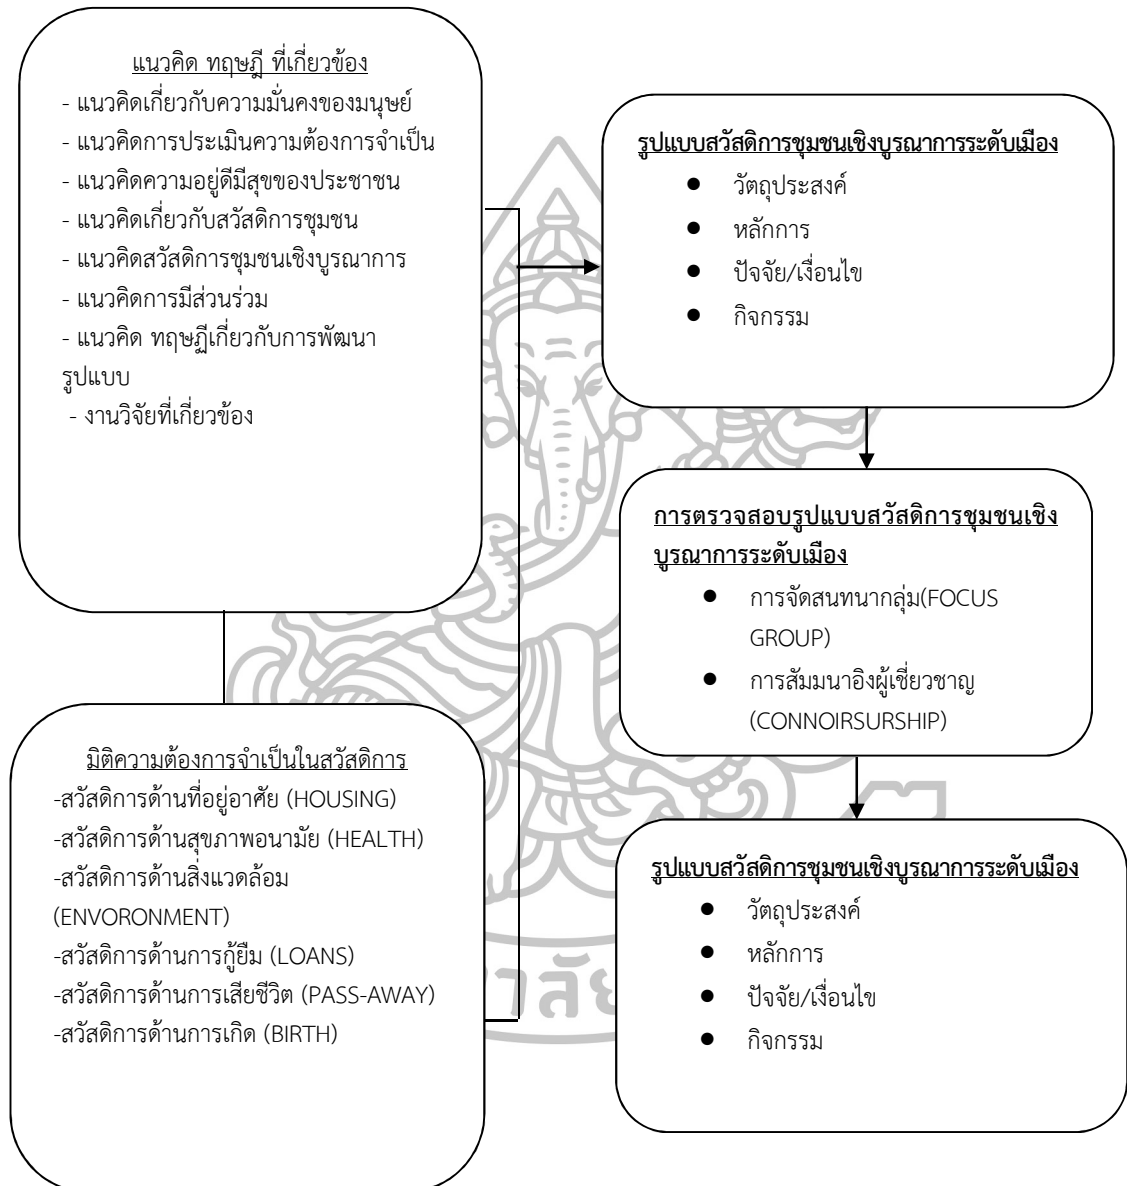 แนวคิด ทฤษฎี ที่เกี่ยวข้อง
- แนวคิดเกี่ยวกับความมั่นคงของมนุษย์
- แนวคิดการประเมินความต้องการจำเป็น
- แนวคิดความอยู่ดีมีสุขของประชาชน
- แนวคิดเกี่ยวกับสวัสดิการชุมชน
- แนวคิดสวัสดิการชุมชนเชิงบูรณาการ
- แนวคิดการมีส่วนร่วม
- แนวคิด ทฤษฏีเกี่ยวกับการพัฒนา
รูปแบบ
- งานวิจัยที่เกี่ยวข้อง
มิติความต้องการจำเป็นในสวัสดิการ
-สวัสดิการด้านที่อยู่อาศัย (HOUSING)
-สวัสดิการด้านสุขภาพอนามัย (HEALTH)
-สวัสดิการด้านสิ่งแวดล้อม
(ENVORONMENT)
-สวัสดิการด้านการกู้ยืม (LOANS)
-สวัสดิการด้านการเสียชีวิต (PASS-AWAY)
-สวัสดิการด้านการเกิด (BIRTH)
รูปแบบสวัสดิการชุมชนเชิงบูรณาการระดับเมือง
● วัตถุประสงค์
● หลักการ
● ปัจจัย/เงื่อนไข
● กิจกรรม
การตรวจสอบรูปแบบสวัสดิการชุมชนเชิง
บูรณาการระดับเมือง
● การจัดสนทนากลุ่ม(FOCUS
GROUP)
● การสัมมนาอิงผู้เชี่ยวชาญ
(CONNOIRSURSHIP)
รูปแบบสวัสดิการชุมชนเชิงบูรณาการระดับเมือง
● วัตถุประสงค์
● หลักการ
● ปัจจัย/เงื่อนไข
● กิจกรรม